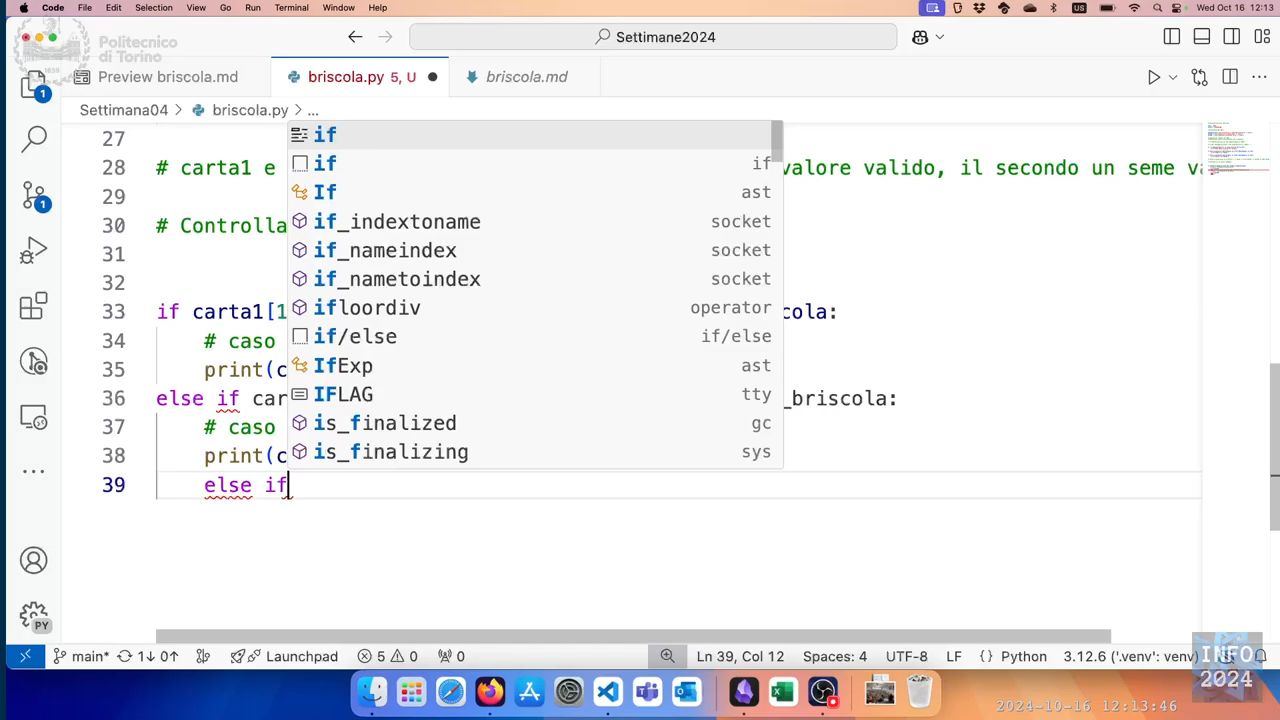 Code File Edit Selection View Go Run Terminal Window Help Wed Oct 16 12:13
Politecnico
di Torino
Settimane2024
Preview briscola.md briscola.py 5, U briscola.md
Settimana04 > briscola.py > ...
27
28 # carta1 e valore valido, il secondo un seme va
29
30 # Controlla
31
32
33 if carta1[1 cola:
34 # caso
35 print(c
36 else if car _briscola:
37 # caso
38 print(c
39 else if
if
if if
If ast
if_indextoname socket
if_nameindex socket
if_nametoindex socket
ifloordiv operator
if/else if/else
IfExp ast
IFLAG tty
is_finalized gc
is_finalizing sys
1
1
PY
main* 1↓ 0↑ Launchpad 5 0 0 Ln 39, Col 12 Spaces: 4 UTF-8 LF {} Python 3.12.6 ('.venv': venv)
INFO
2024
2024-10-16 12:13:46